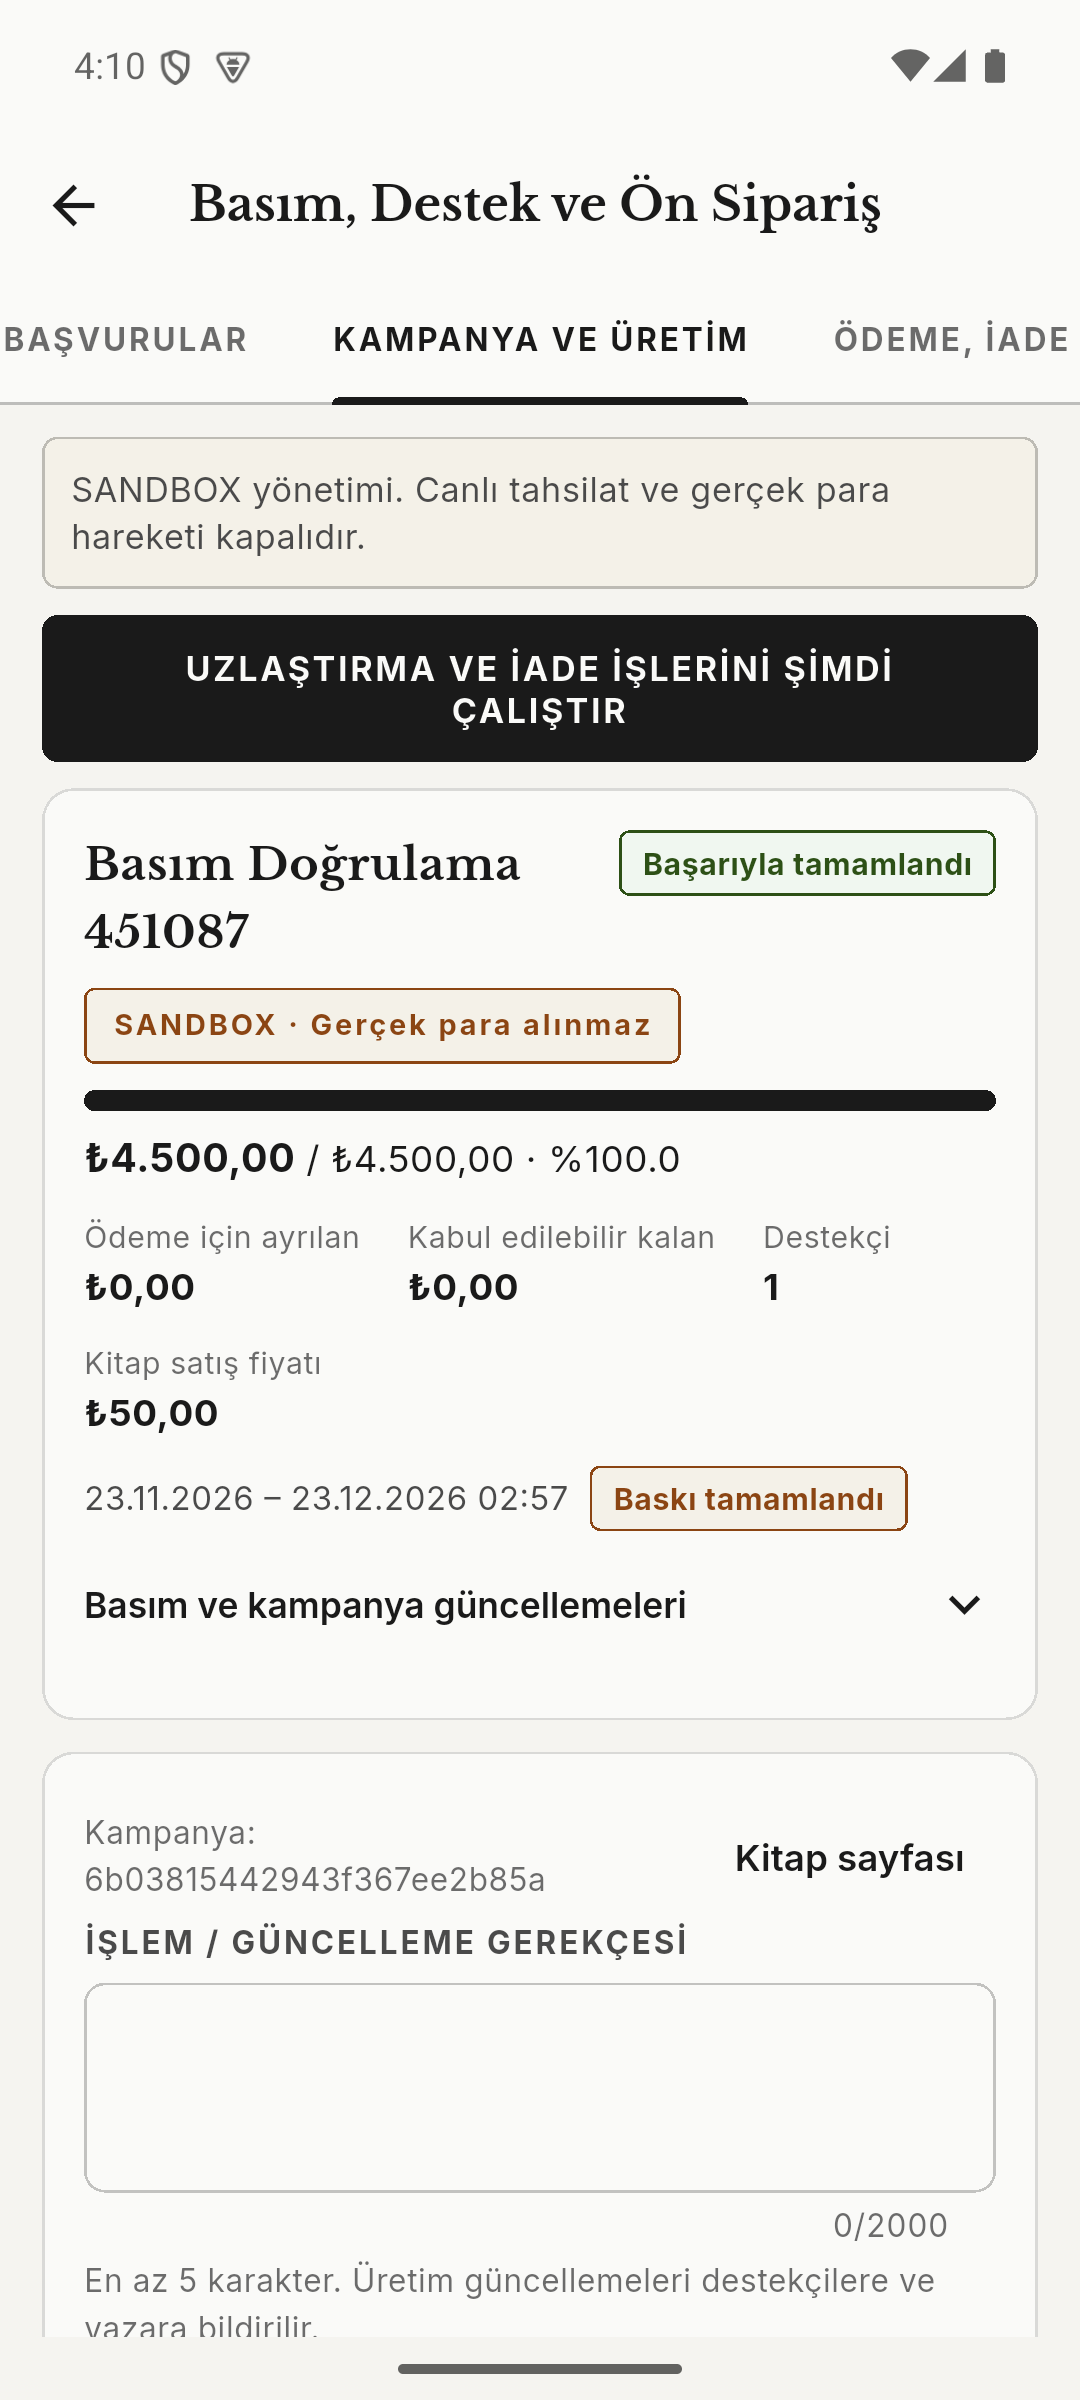 4:10
Basım, Destek ve Ön Sipariş
BAŞVURULAR
KAMPANYA VE ÜRETİM
ÖDEME, İADE
SANDBOX yönetimi. Canlı tahsilat ve gerçek para
hareketi kapalıdır.
UZLAŞTIRMA VE İADE İŞLERİNİ ŞİMDİ
ÇALIŞTIR
Basım Doğrulama
451087
Başarıyla tamamlandı
SANDBOX · Gerçek para alınmaz
₺4.500,00 / ₺4.500,00 · %100.0
Ödeme için ayrılan
₺0,00
Kabul edilebilir kalan
₺0,00
Destekçi
1
Kitap satış fiyatı
₺50,00
23.11.2026 – 23.12.2026 02:57
Baskı tamamlandı
Basım ve kampanya güncellemeleri
Kampanya:
6b03815442943f367ee2b85a
Kitap sayfası
İŞLEM / GÜNCELLEME GEREKÇESİ
0/2000
En az 5 karakter. Üretim güncellemeleri destekçilere ve
yazara bildirilir.